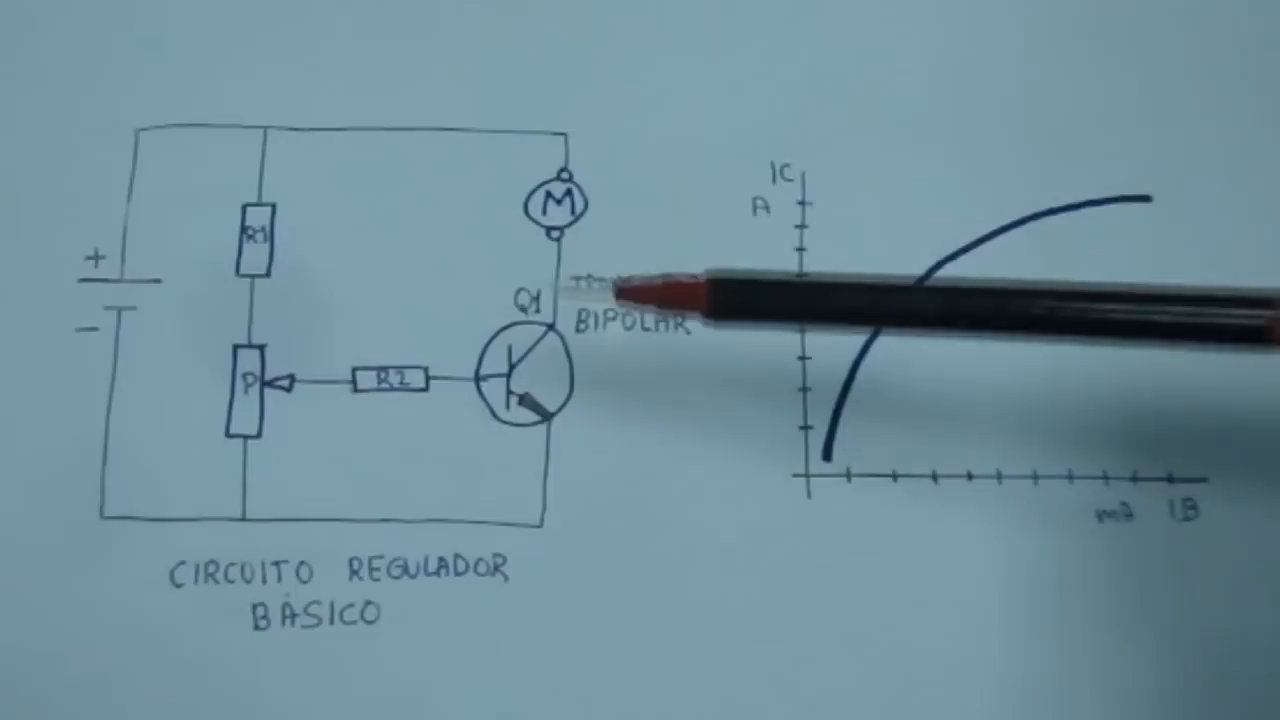 +
−
R1
P
R2
M
Q1
BIPOLAR
CIRCUITO REGULADOR
BÁSICO
IC
A
mA IB